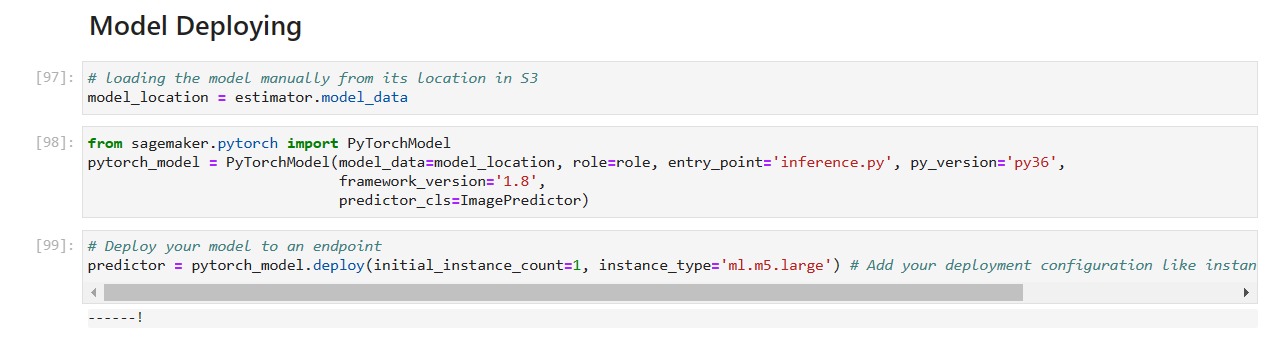 Model Deploying
[97]: # loading the model manually from its location in S3
model_location = estimator.model_data
[98]: from sagemaker.pytorch import PyTorchModel
pytorch_model = PyTorchModel(model_data=model_location, role=role, entry_point='inference.py', py_version='py36',
framework_version='1.8',
predictor_cls=ImagePredictor)
[99]: # Deploy your model to an endpoint
predictor = pytorch_model.deploy(initial_instance_count=1, instance_type='ml.m5.large') # Add your deployment configuration like instan
------!